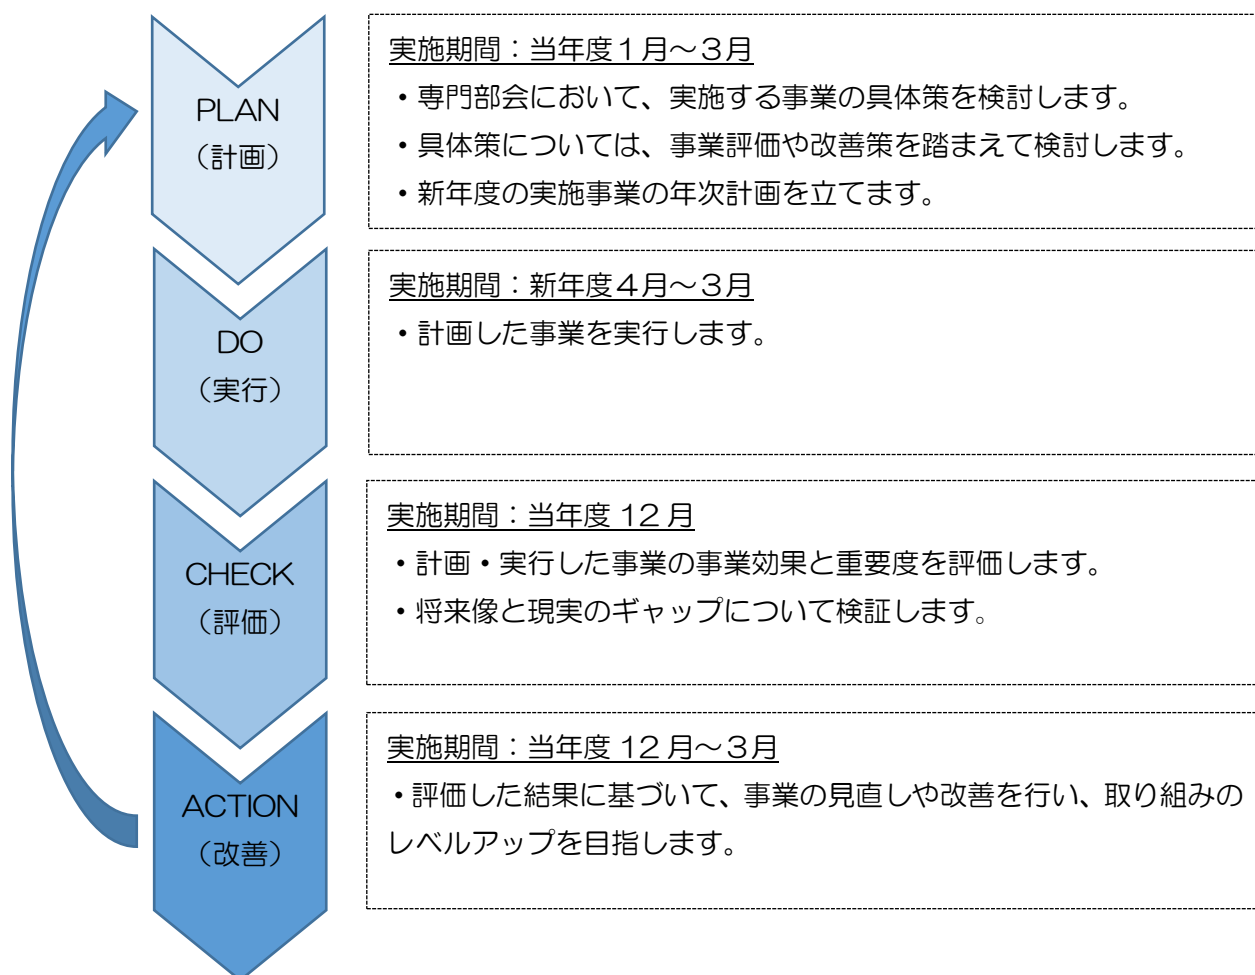 PLAN
（計画）
実施期間：当年度１月～３月
・専門部会において、実施する事業の具体策を検討します。
・具体策については、事業評価や改善策を踏まえて検討します。
・新年度の実施事業の年次計画を立てます。
DO
（実行）
実施期間：新年度４月～３月
・計画した事業を実行します。
CHECK
（評価）
実施期間：当年度 12 月
・計画・実行した事業の事業効果と重要度を評価します。
・将来像と現実のギャップについて検証します。
ACTION
（改善）
実施期間：当年度 12 月～３月
・評価した結果に基づいて、事業の見直しや改善を行い、取り組みの
レベルアップを目指します。